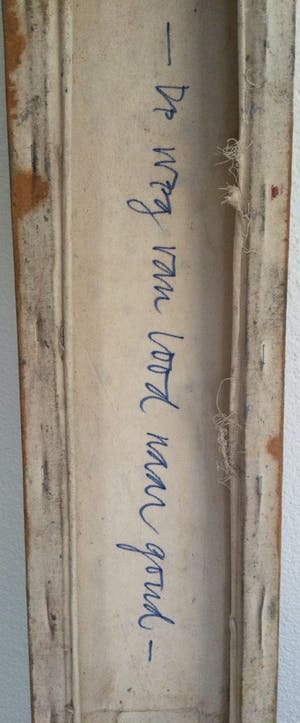 — De weg van lood naar goud —